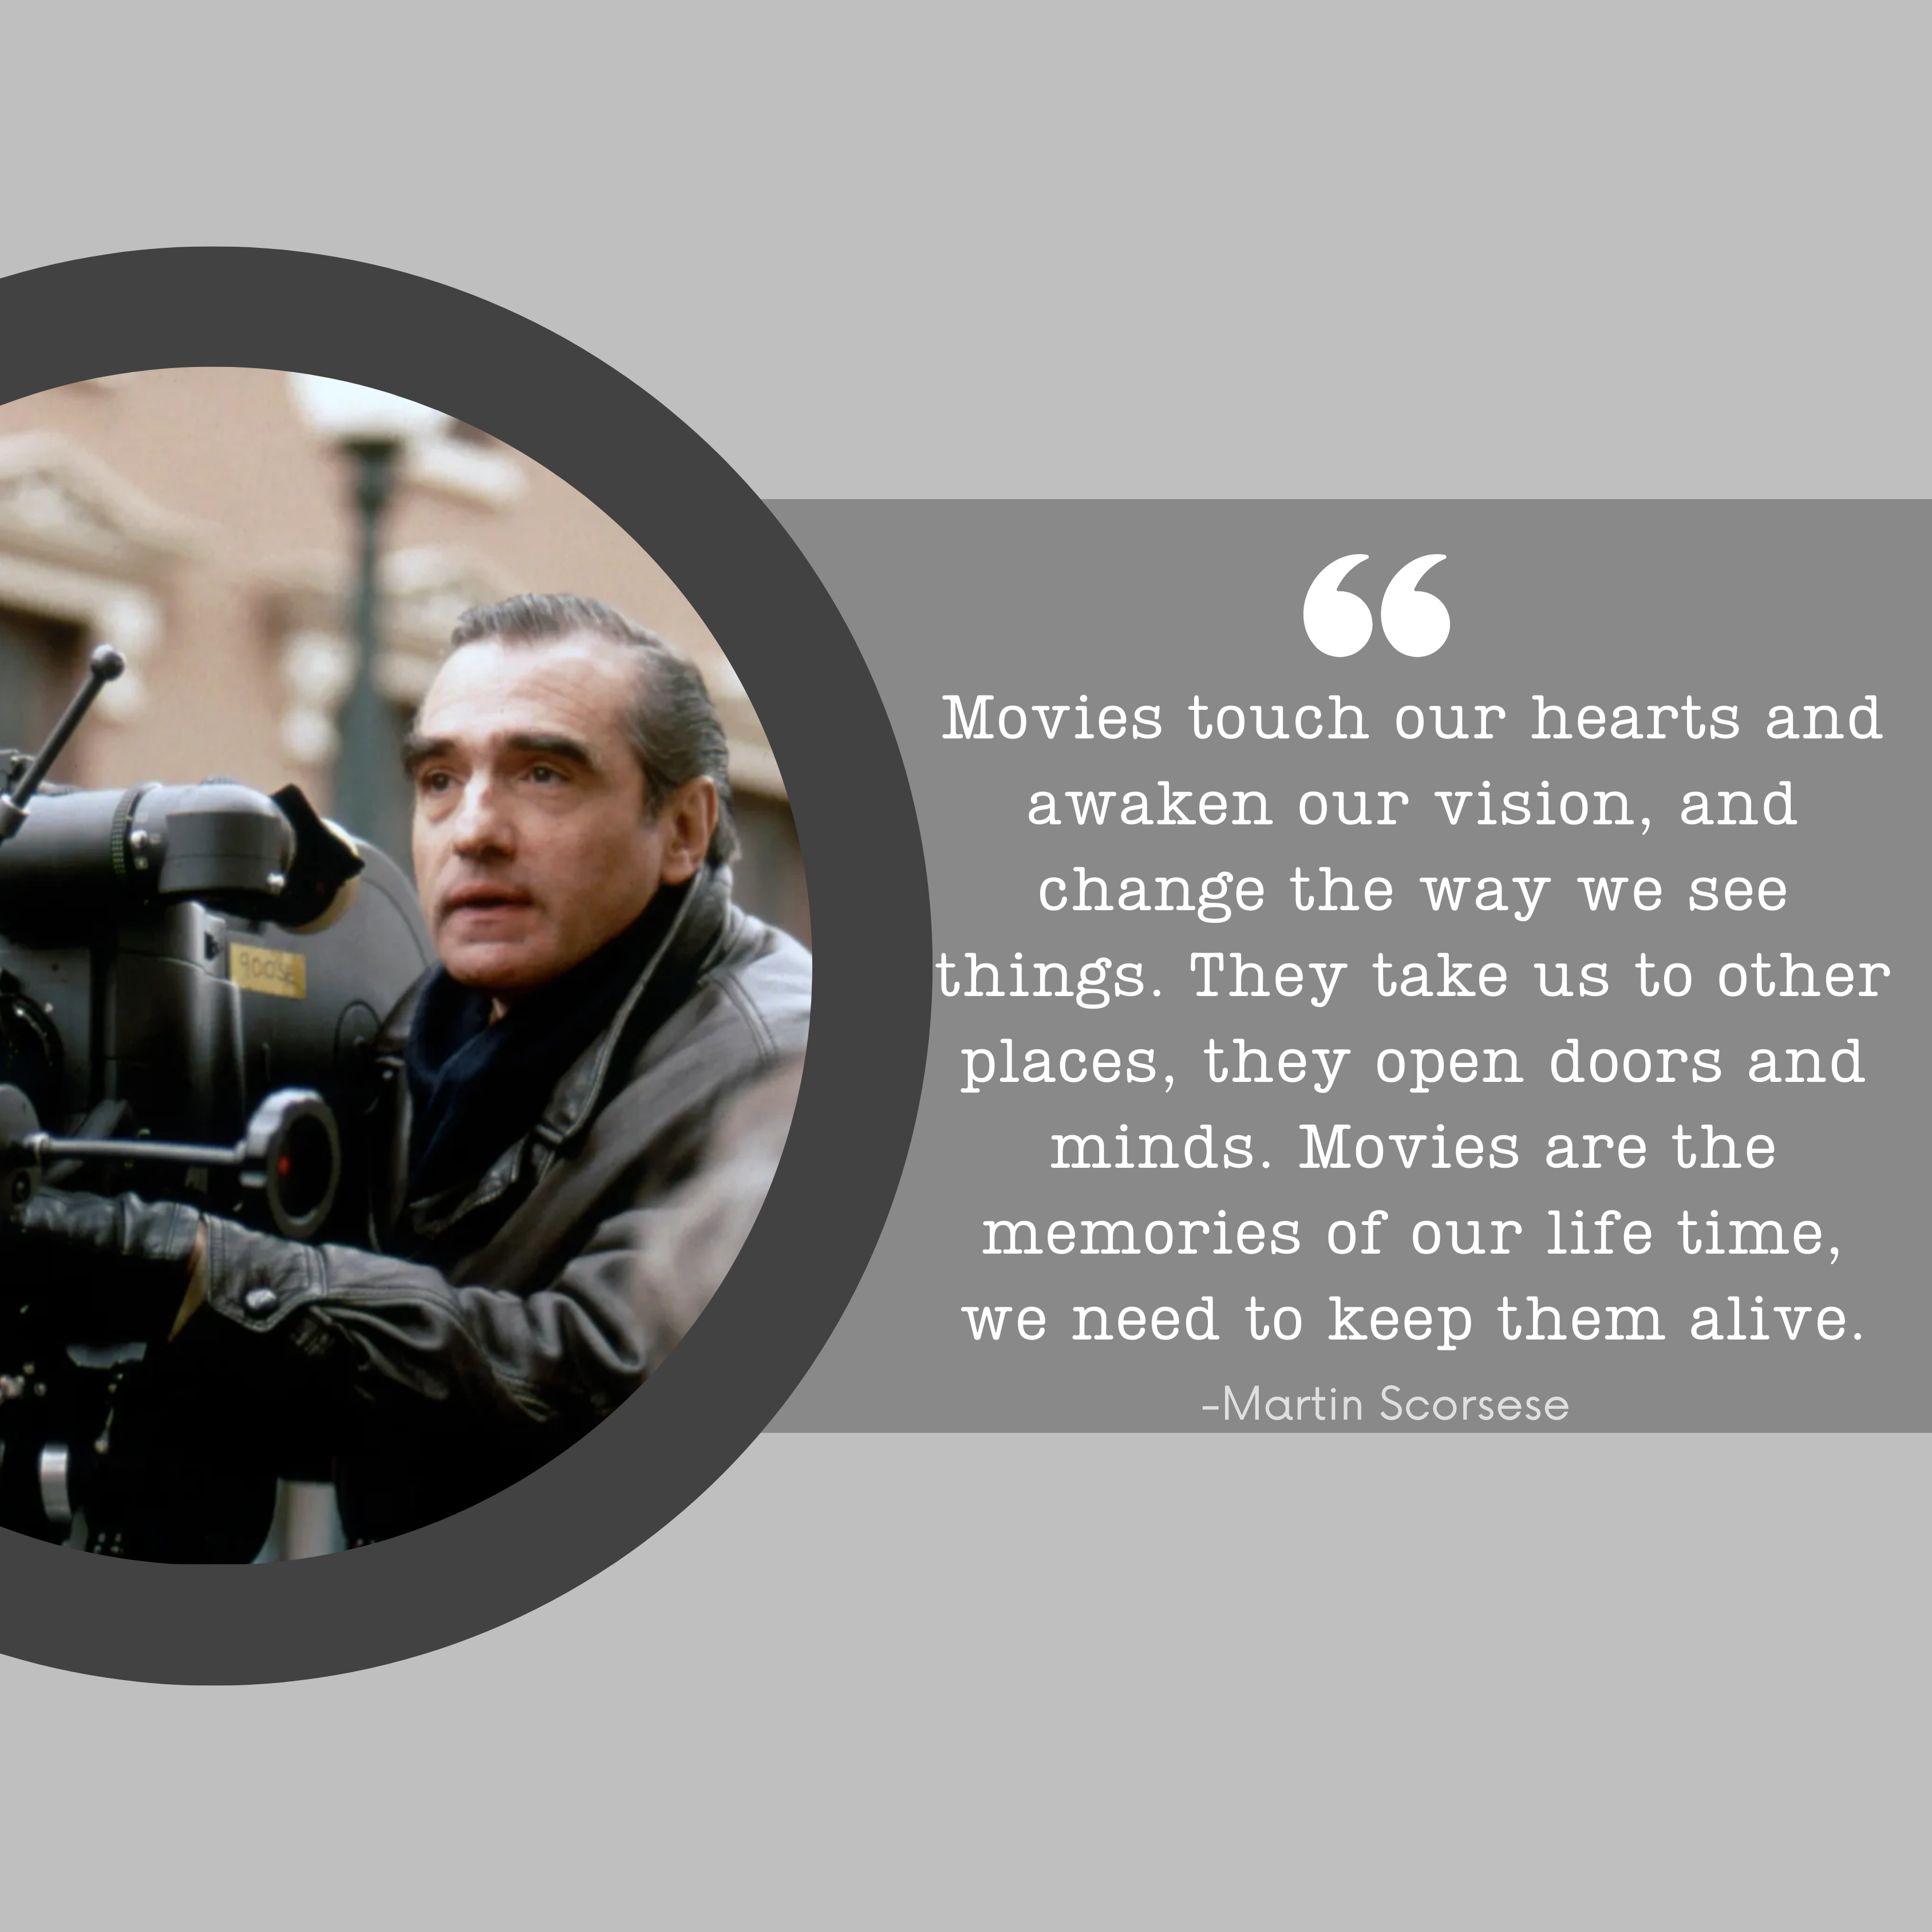 “
Movies touch our hearts and
awaken our vision, and
change the way we see
things. They take us to other
places, they open doors and
minds. Movies are the
memories of our life time,
we need to keep them alive.
-Martin Scorsese